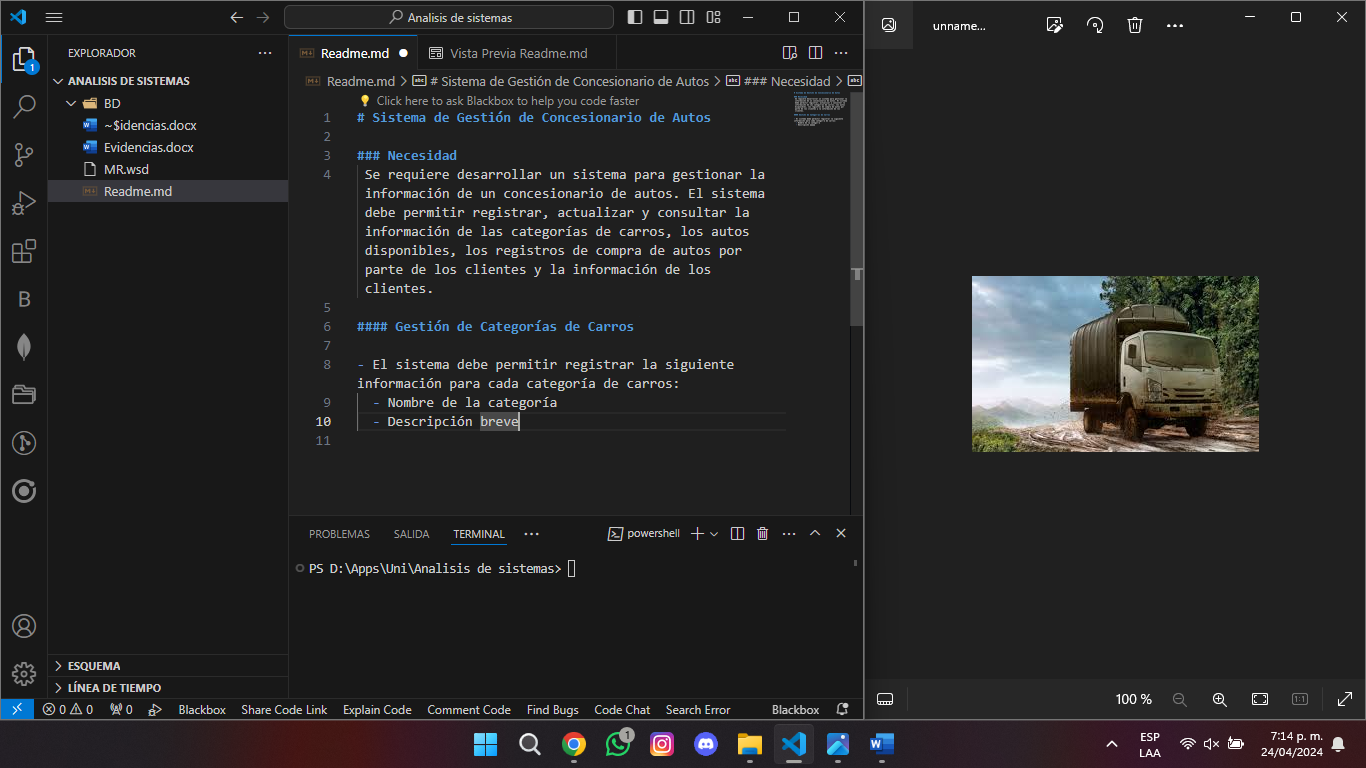 Analisis de sistemas
unname...
EXPLORADOR
Readme.md
Vista Previa Readme.md
ANALISIS DE SISTEMAS
Readme.md > # Sistema de Gestión de Concesionario de Autos > ### Necesidad >
BD
~$idencias.docx
Evidencias.docx
MR.wsd
Readme.md
1
Click here to ask Blackbox to help you code faster
1 # Sistema de Gestión de Concesionario de Autos
2
3 ### Necesidad
4 Se requiere desarrollar un sistema para gestionar la
información de un concesionario de autos. El sistema
debe permitir registrar, actualizar y consultar la
información de las categorías de carros, los autos
disponibles, los registros de compra de autos por
parte de los clientes y la información de los
clientes.
5
6 #### Gestión de Categorías de Carros
7
8 - El sistema debe permitir registrar la siguiente
información para cada categoría de carros:
9 - Nombre de la categoría
10 - Descripción breve
11
PROBLEMAS
SALIDA
TERMINAL
powershell
PS D:\Apps\Uni\Analisis de sistemas>
ESQUEMA
LÍNEA DE TIEMPO
0 0 0 Blackbox Share Code Link Explain Code Comment Code Find Bugs Code Chat Search Error Blackbox
100 %
1:1
1
ESP
LAA
7:14 p. m.
24/04/2024